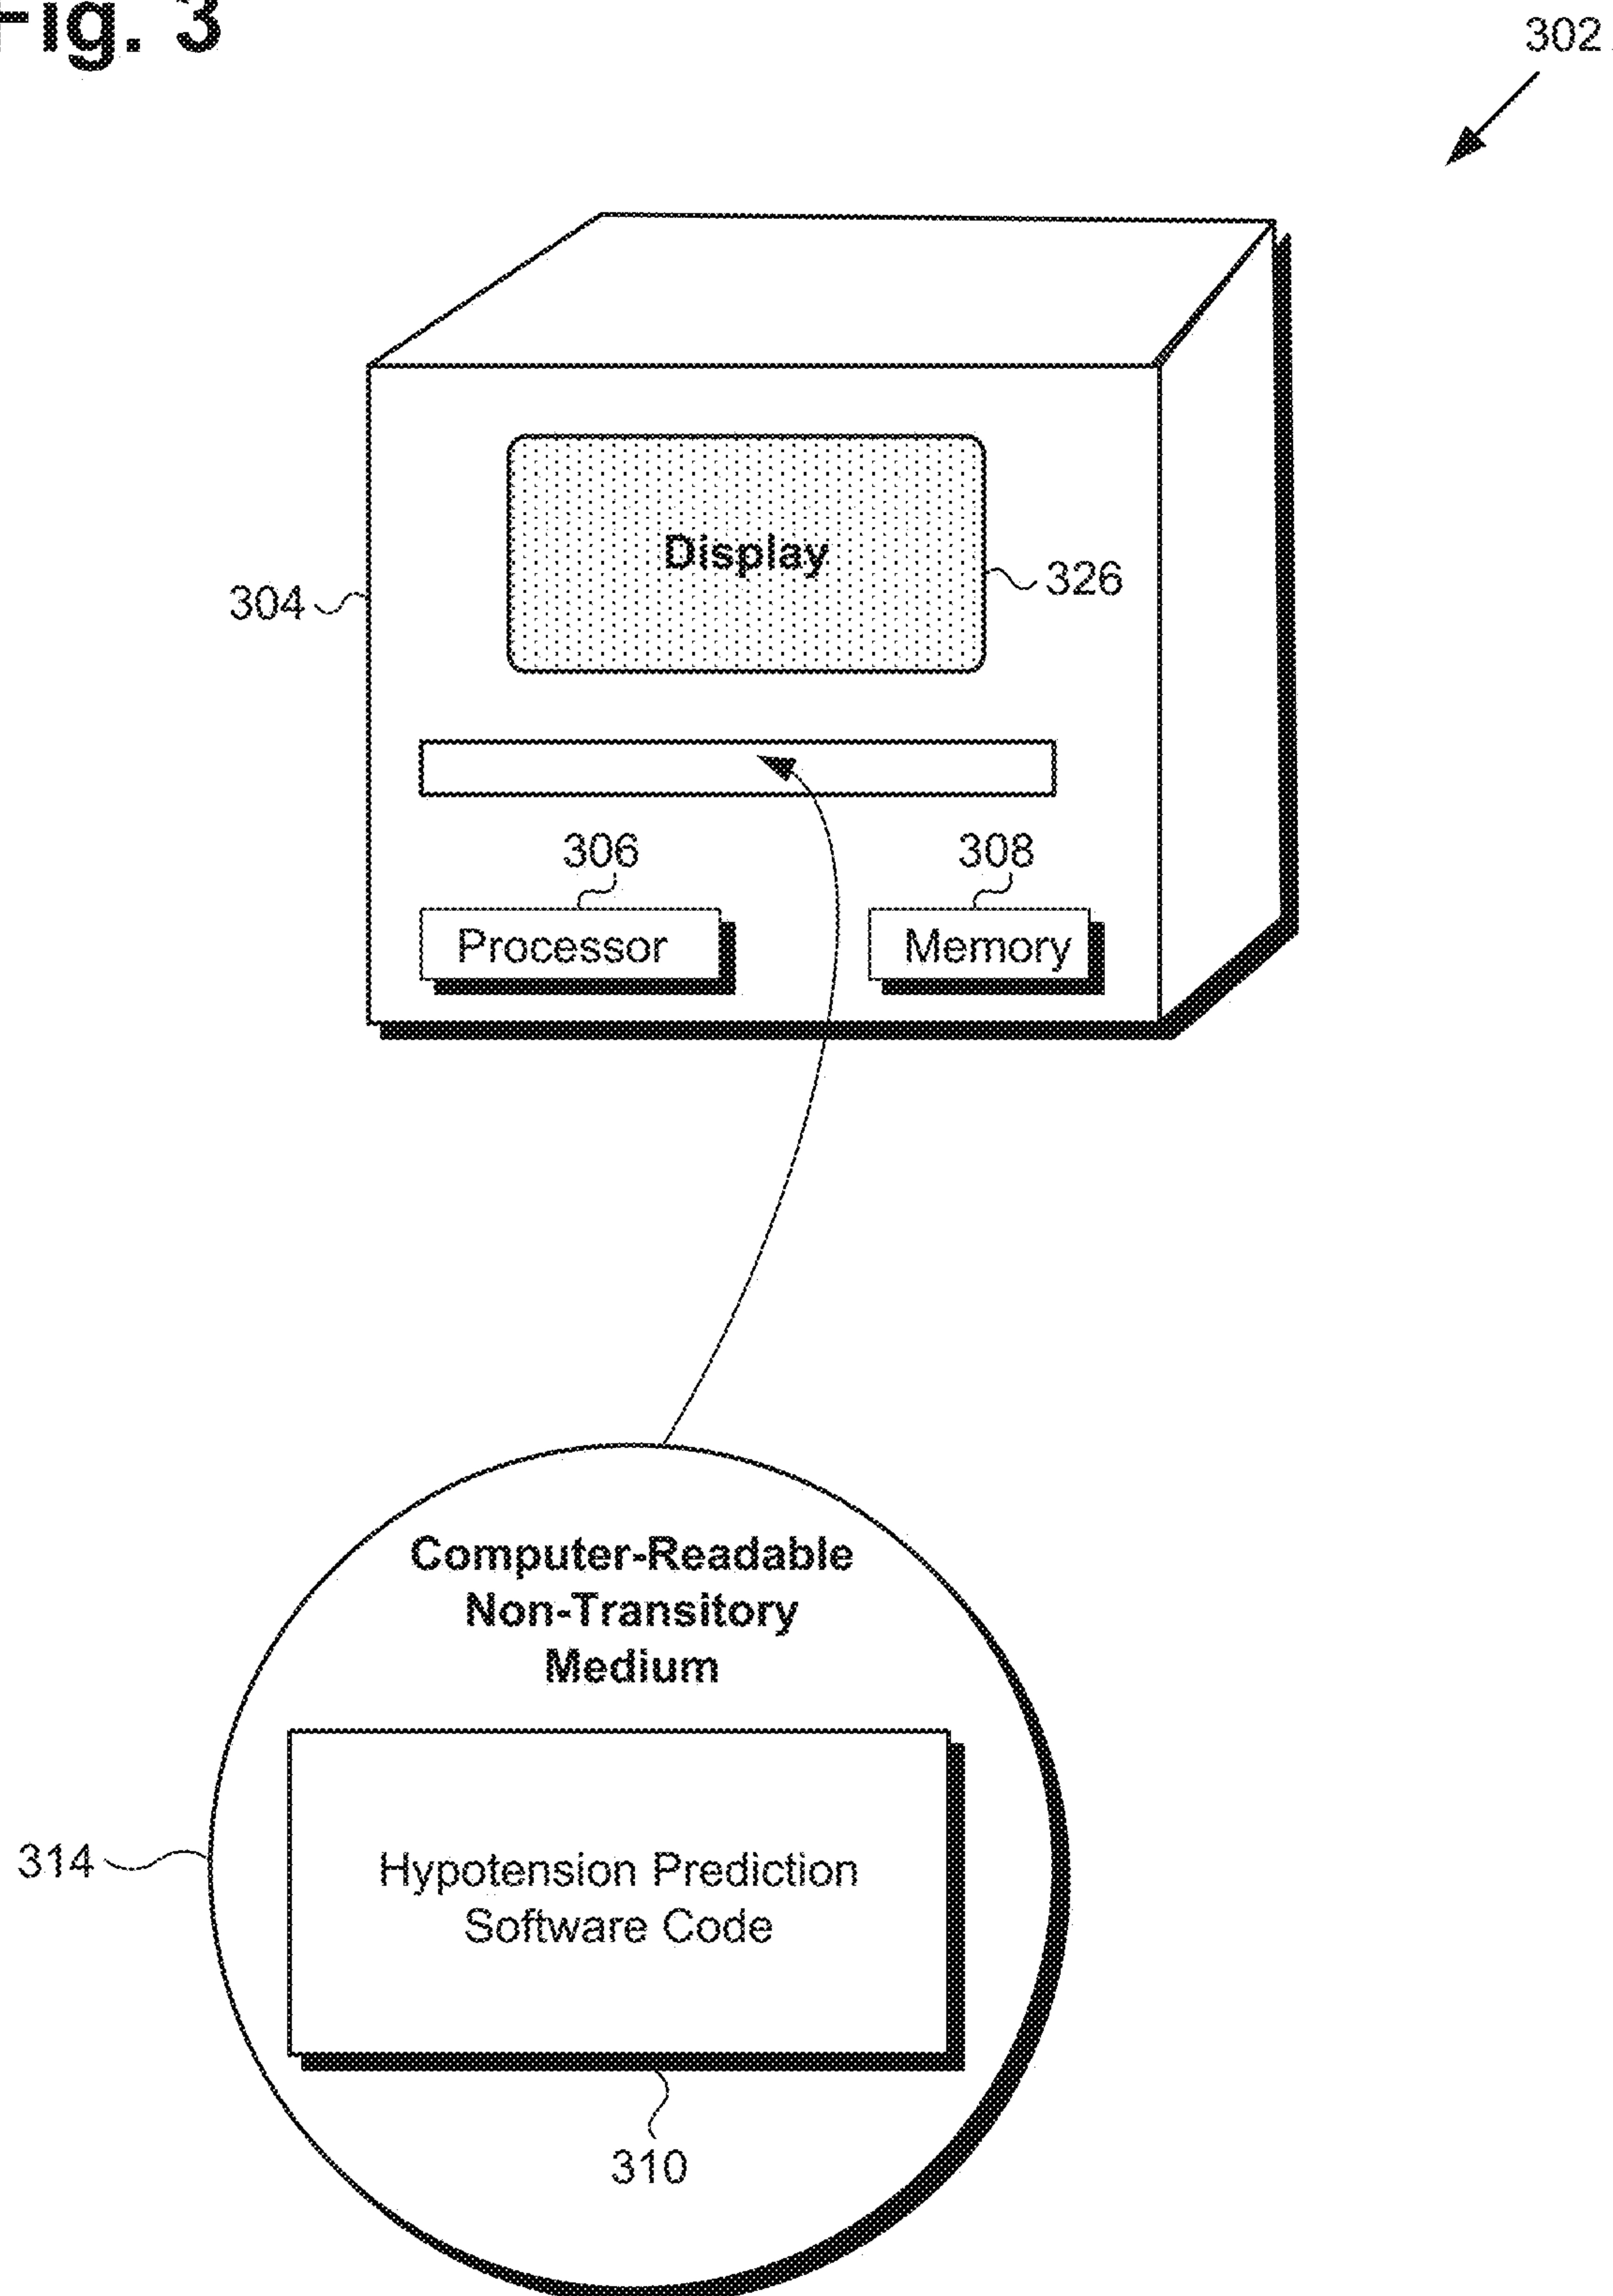 Fig. 3
302
Display
326
304
306
308
Processor
Memory
Computer-Readable
Non-Transitory
Medium
314
Hypotension Prediction
Software Code
310